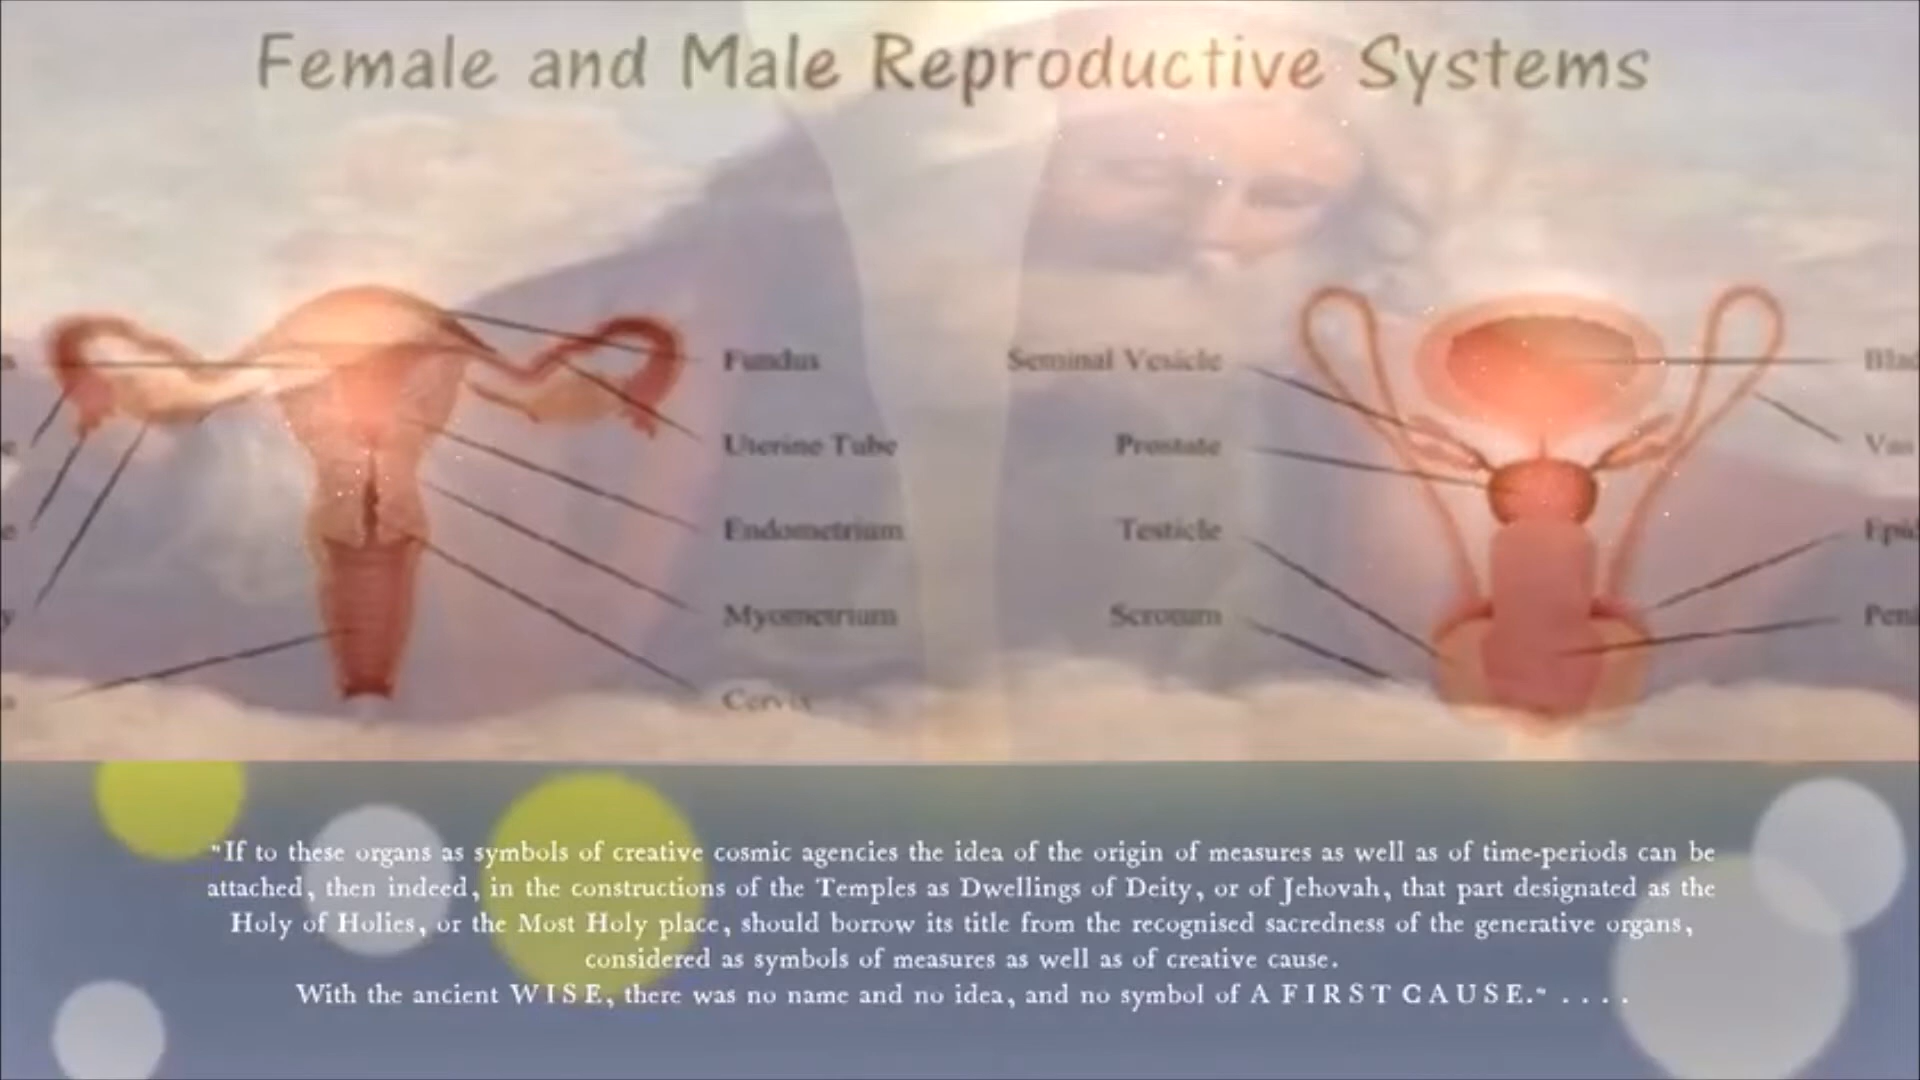 Female and Male Reproductive Systems
Fundus
Uterine Tube
Endometrium
Myometrium
Cervix
Seminal Vesicle
Prostate
Testicle
Scrotum
"If to these organs as symbols of creative cosmic agencies the idea of the origin of measures as well as of time-periods can be
attached, then indeed, in the constructions of the Temples as Dwellings of Deity, or of Jehovah, that part designated as the
Holy of Holies, or the Most Holy place, should borrow its title from the recognised sacredness of the generative organs,
considered as symbols of measures as well as of creative cause.
With the ancient WISE, there was no name and no idea, and no symbol of A FIRST CAUSE." . . . .